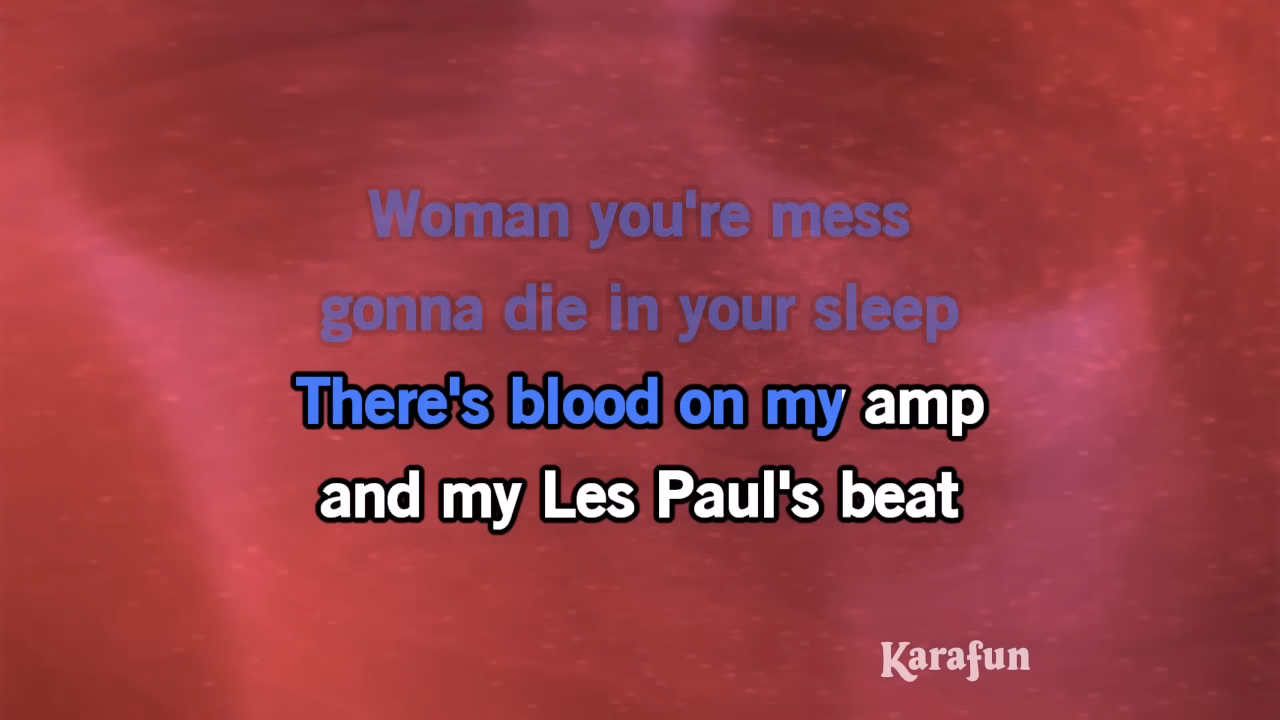 Woman you're mess
gonna die in your sleep
There's blood on my amp
and my Les Paul's beat
Karafun